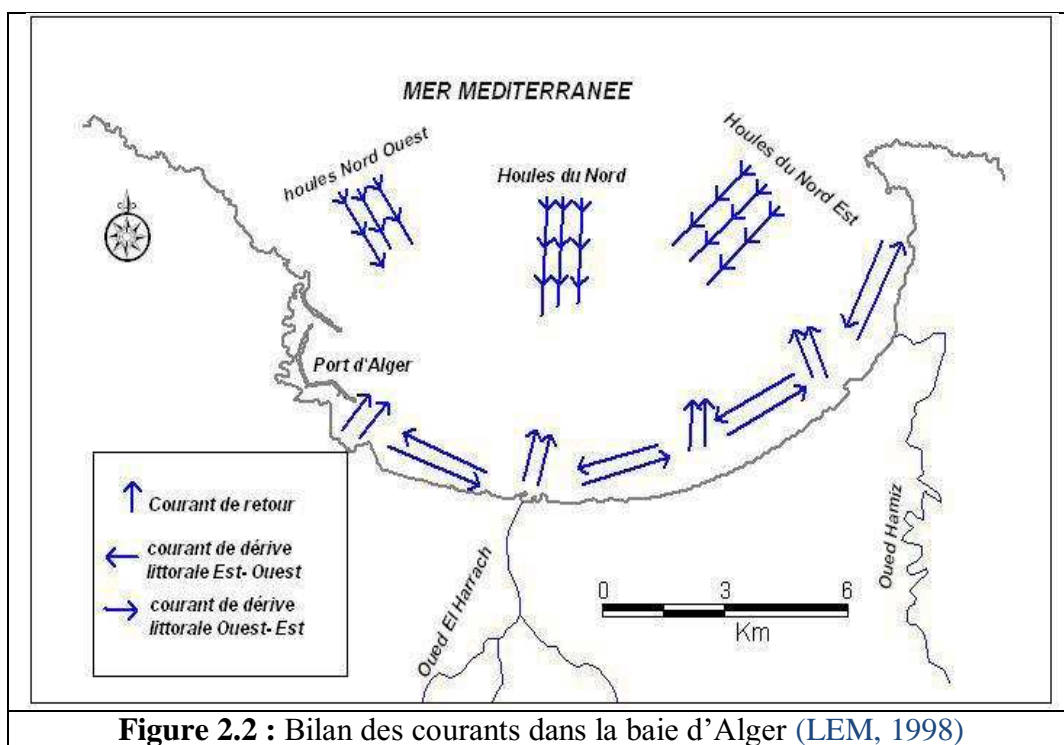 MER MEDITERRANEE
houles Nord Ouest
Houles du Nord
Houles du Nord Est
Port d'Alger
Courant de retour
courant de dérive
littorale Est- Ouest
courant de dérive
littorale Ouest- Est
Oued El Harrach
Oued Hamiz
0 3 6
Km
Figure 2.2 : Bilan des courants dans la baie d’Alger (LEM, 1998)